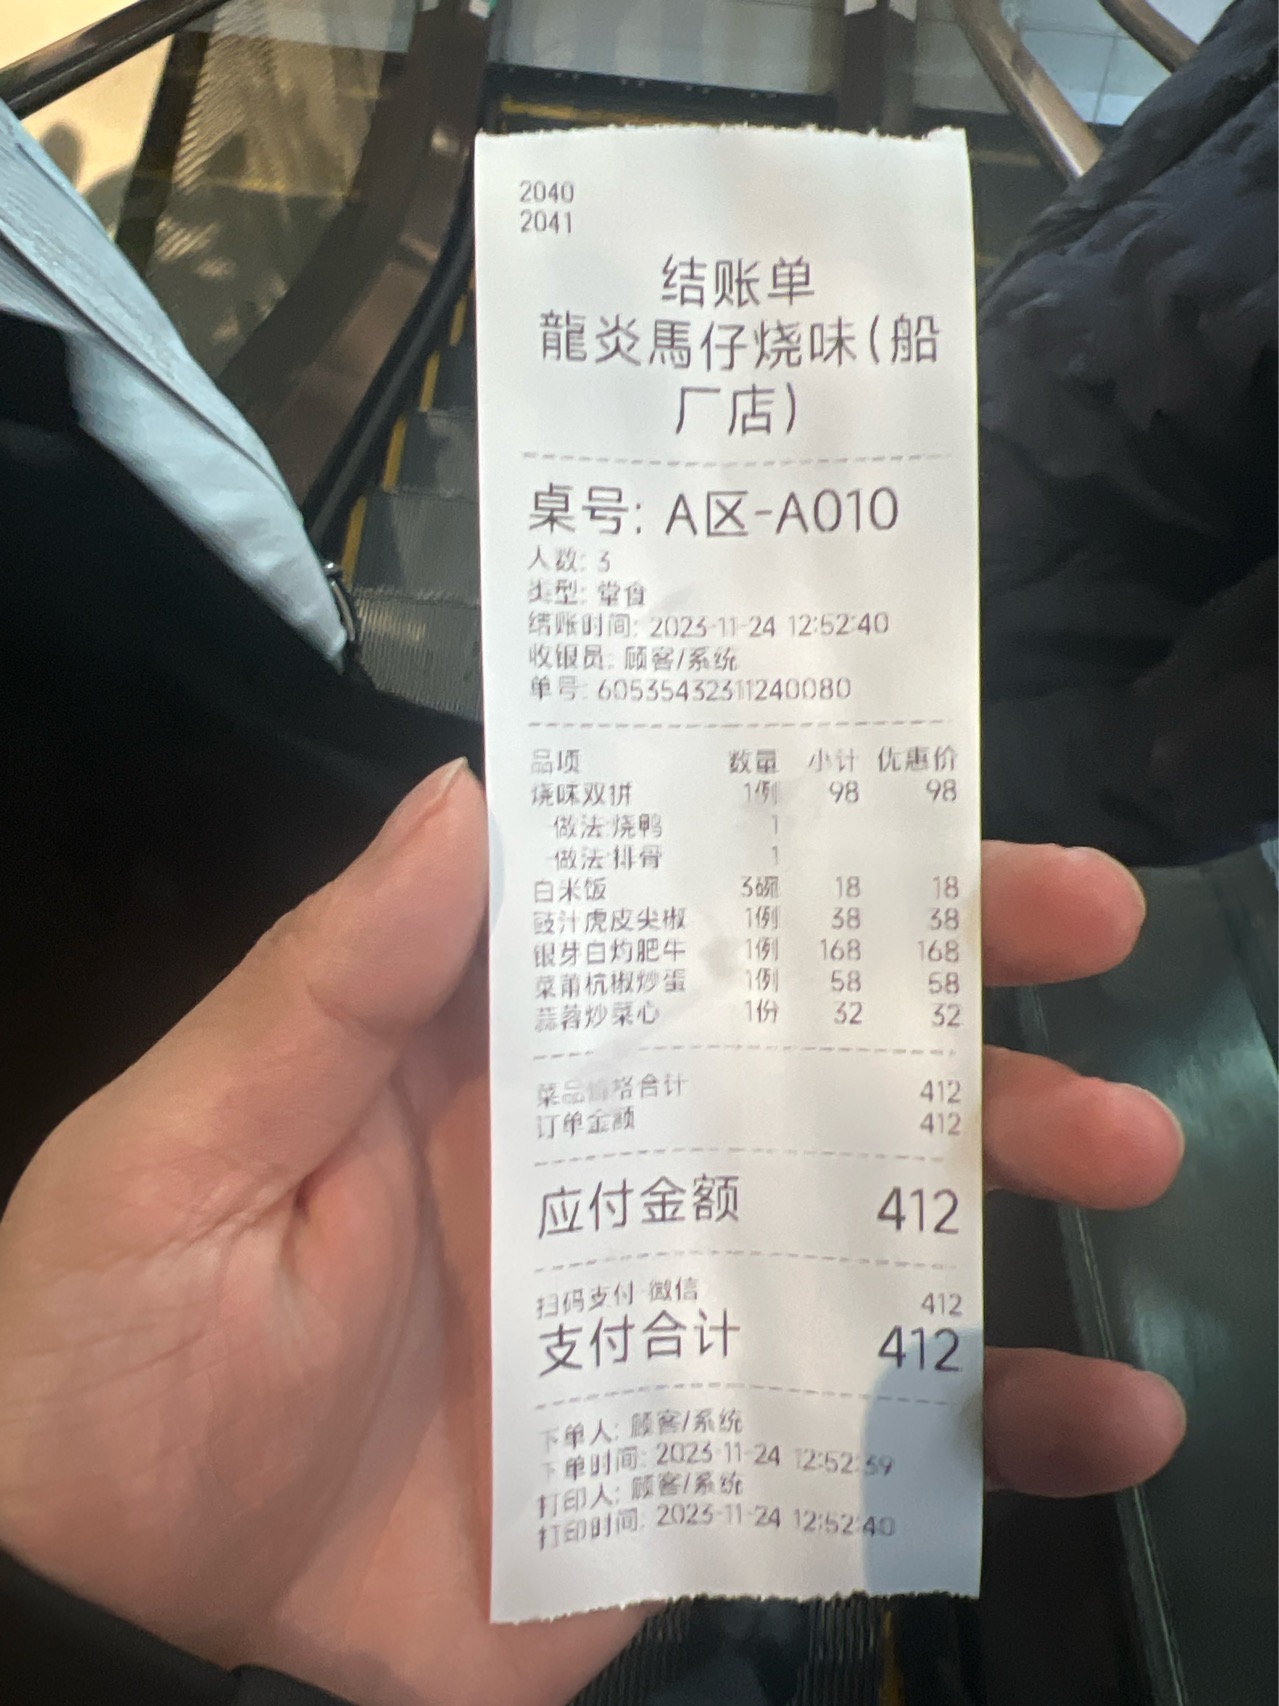 2040
2041
结账单
龍炎馬仔烧味(船
厂店)
桌号: A区-A010
人数: 3
类型: 堂食
结账时间: 2023-11-24 12:52:40
收银员: 顾客/系统
单号: 60535432311240080
品项 数量 小计 优惠价
烧味双拼 1例 98 98
-做法:烧鸭 1
-做法:排骨 1
白米饭 3碗 18 18
豉汁虎皮尖椒 1例 38 38
银芽白灼肥牛 1例 168 168
菜莆杭椒炒蛋 1例 58 58
蒜蓉炒菜心 1份 32 32
菜品价格合计 412
订单金额 412
应付金额 412
扫码支付-微信 412
支付合计 412
下单人: 顾客/系统
下单时间: 2023-11-24 12:52:39
打印人: 顾客/系统
打印时间: 2023-11-24 12:52:40